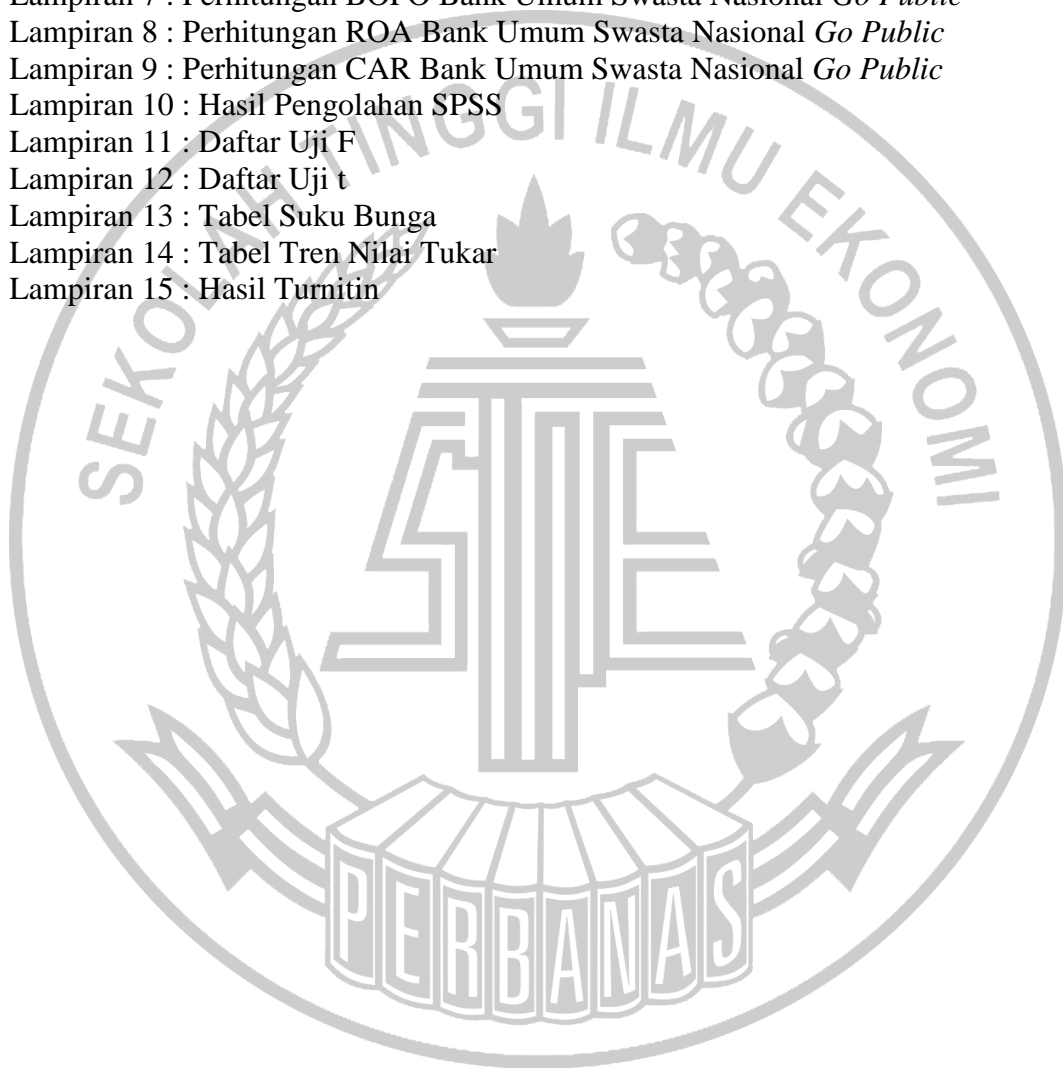 Lampiran 7 : Perhitungan BOPO Bank Umum Swasta Nasional Go Public
Lampiran 8 : Perhitungan ROA Bank Umum Swasta Nasional Go Public
Lampiran 9 : Perhitungan CAR Bank Umum Swasta Nasional Go Public
Lampiran 10 : Hasil Pengolahan SPSS
Lampiran 11 : Daftar Uji F
Lampiran 12 : Daftar Uji t
Lampiran 13 : Tabel Suku Bunga
Lampiran 14 : Tabel Tren Nilai Tukar
Lampiran 15 : Hasil Turnitin
SEKOLAH TINGGI ILMU EKONOMI
STIE
PERBANAS